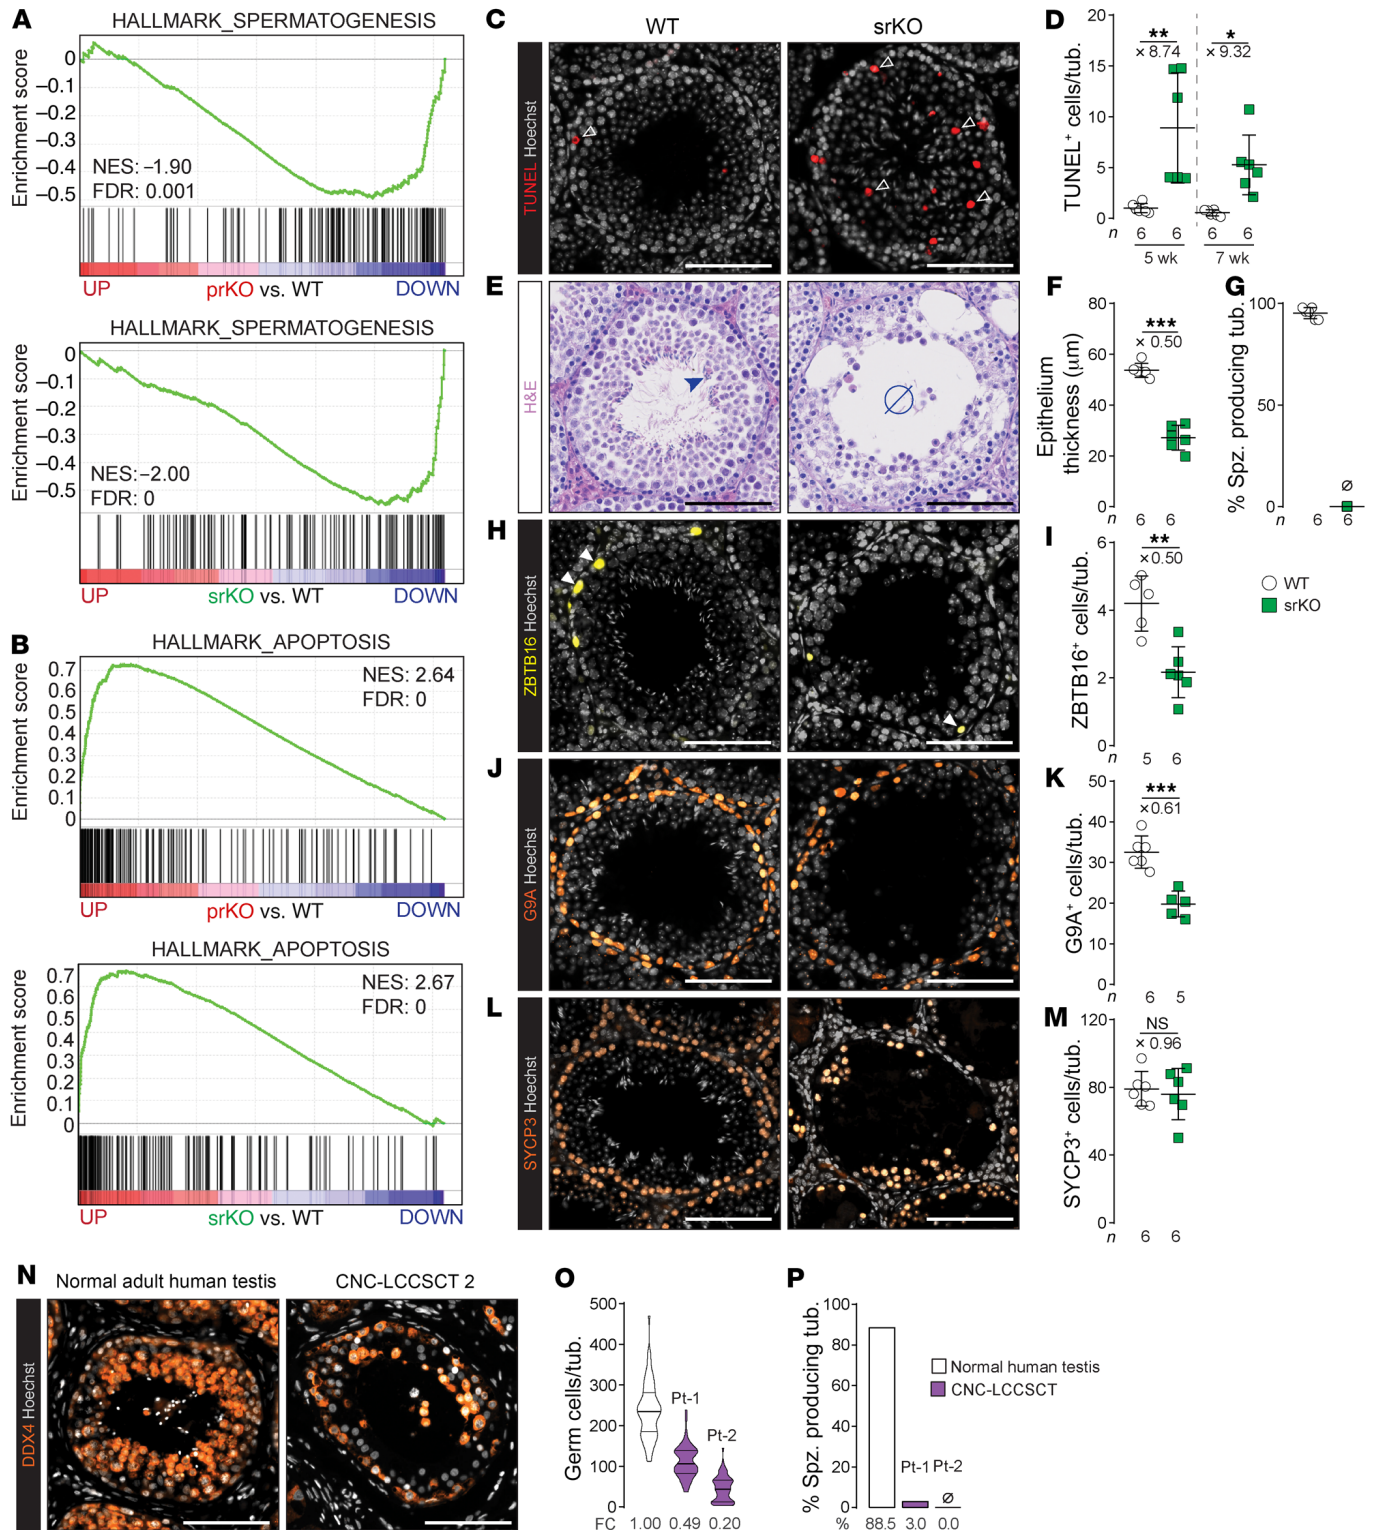 A
HALLMARK_SPERMATOGENESIS
Enrichment score
0
−0.1
−0.2
−0.3
−0.4
−0.5
NES: −1.90
FDR: 0.001
UP
prKO vs. WT
DOWN
HALLMARK_SPERMATOGENESIS
Enrichment score
0
−0.1
−0.2
−0.3
−0.4
−0.5
NES: −2.00
FDR: 0
UP
srKO vs. WT
DOWN
B
HALLMARK_APOPTOSIS
Enrichment score
0.7
0.6
0.5
0.4
0.3
0.2
0.1
0
NES: 2.64
FDR: 0
UP
prKO vs. WT
DOWN
HALLMARK_APOPTOSIS
Enrichment score
0.7
0.6
0.5
0.4
0.3
0.2
0.1
0
NES: 2.67
FDR: 0
UP
srKO vs. WT
DOWN
C
WT
srKO
TUNEL Hoechst
D
TUNEL+ cells/tub.
20
15
10
5
0
**
× 8.74
*
× 9.32
n 6 6 6 6
5 wk 7 wk
E
H&E
F
Epithelium thickness (μm)
80
60
40
20
0
***
× 0.50
n 6 6
G
% Spz. producing tub.
100
50
0
Ø
n 6 6
H
ZBTB16 Hoechst
I
ZBTB16+ cells/tub.
6
4
2
0
**
×0.50
n 5 6
WT
srKO
J
G9A Hoechst
K
G9A+ cells/tub.
50
40
30
20
10
0
***
×0.61
n 6 5
L
SYCP3 Hoechst
M
SYCP3+ cells/tub.
120
80
40
0
NS
× 0.96
n 6 6
N
Normal adult human testis
CNC-LCCSCT 2
DDX4 Hoechst
O
Germ cells/tub.
500
400
300
200
100
0
Pt-1
Pt-2
FC 1.00 0.49 0.20
P
% Spz. producing tub.
100
80
60
40
20
0
Pt-1 Pt-2
Ø
% 88.5 3.0 0.0
Normal human testis
CNC-LCCSCT